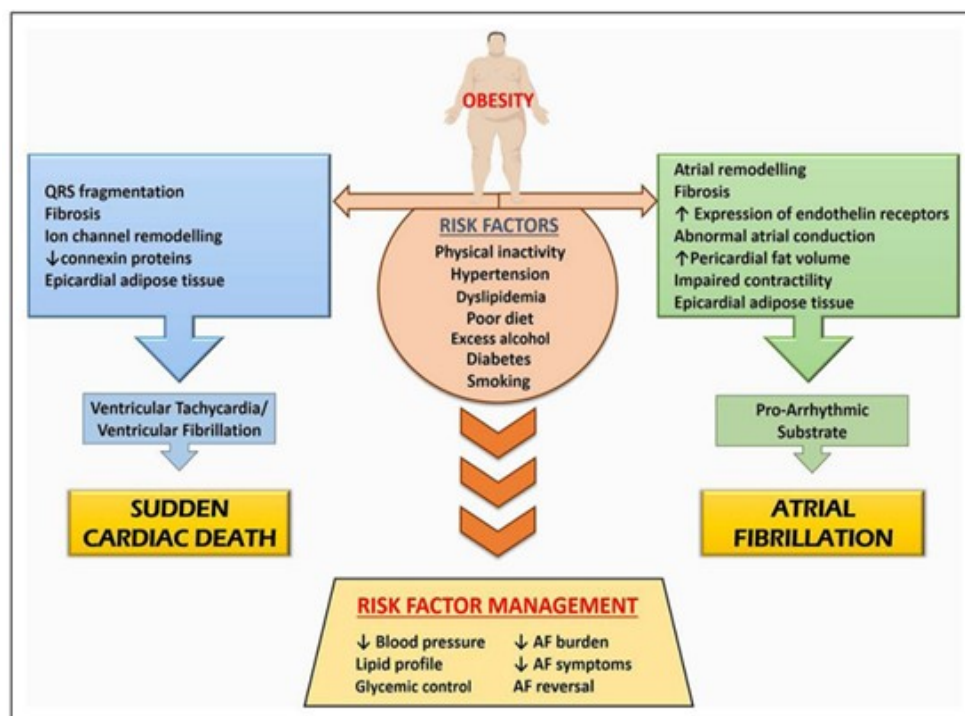 OBESITY
QRS fragmentation
Fibrosis
Ion channel remodelling
↓connexin proteins
Epicardial adipose tissue
Ventricular Tachycardia/
Ventricular Fibrillation
SUDDEN
CARDIAC DEATH
RISK FACTORS
Physical inactivity
Hypertension
Dyslipidemia
Poor diet
Excess alcohol
Diabetes
Smoking
Atrial remodelling
Fibrosis
↑ Expression of endothelin receptors
Abnormal atrial conduction
↑Pericardial fat volume
Impaired contractility
Epicardial adipose tissue
Pro-Arrhythmic
Substrate
ATRIAL
FIBRILLATION
RISK FACTOR MANAGEMENT
↓ Blood pressure
Lipid profile
Glycemic control
↓ AF burden
↓ AF symptoms
AF reversal